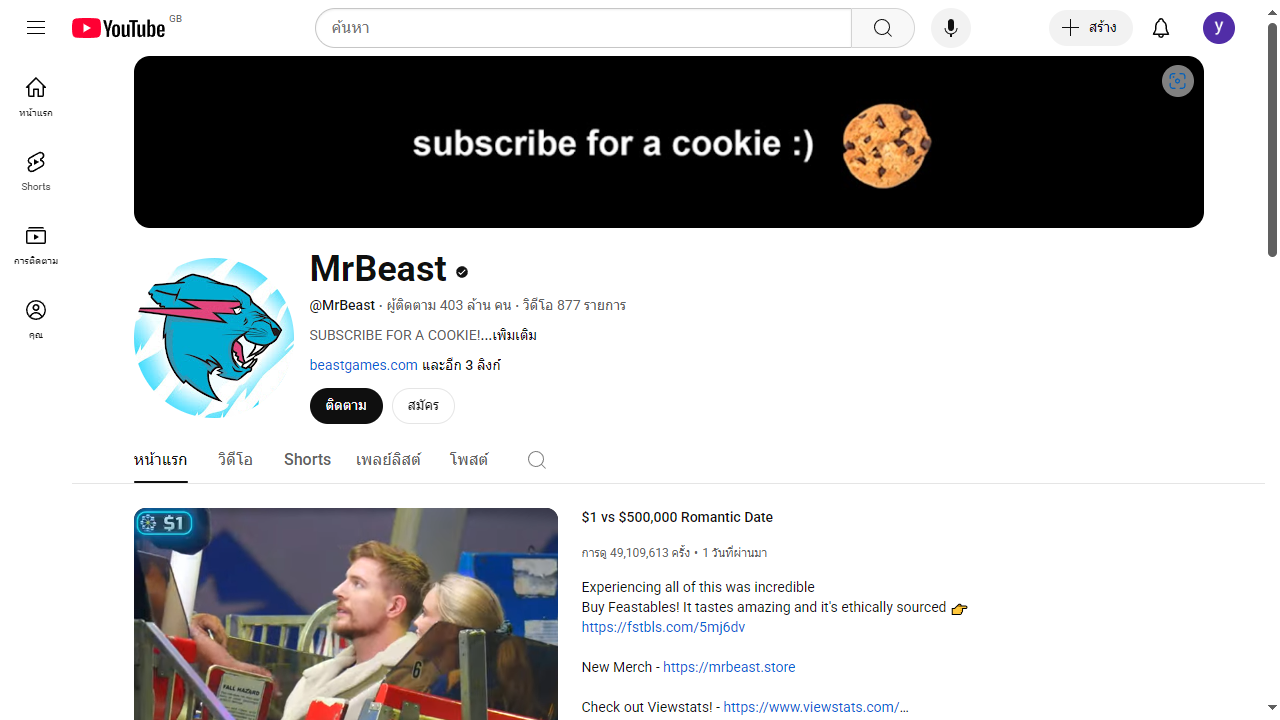 YouTube GB
ค้นหา
สร้าง
y
หน้าแรก
Shorts
การติดตาม
คุณ
subscribe for a cookie :)
MrBeast
@MrBeast • ผู้ติดตาม 403 ล้าน คน • วิดีโอ 877 รายการ
SUBSCRIBE FOR A COOKIE!...เพิ่มเติม
beastgames.com และอีก 3 ลิงก์
ติดตาม สมัคร
หน้าแรก วิดีโอ Shorts เพลย์ลิสต์ โพสต์
$1
6
FALL HAZARD
$1 vs $500,000 Romantic Date
การดู 49,109,613 ครั้ง • 1 วันที่ผ่านมา
Experiencing all of this was incredible
Buy Feastables! It tastes amazing and it's ethically sourced 👉
https://fstbls.com/5mj6dv
New Merch - https://mrbeast.store
Check out Viewstats! - https://www.viewstats.com/...